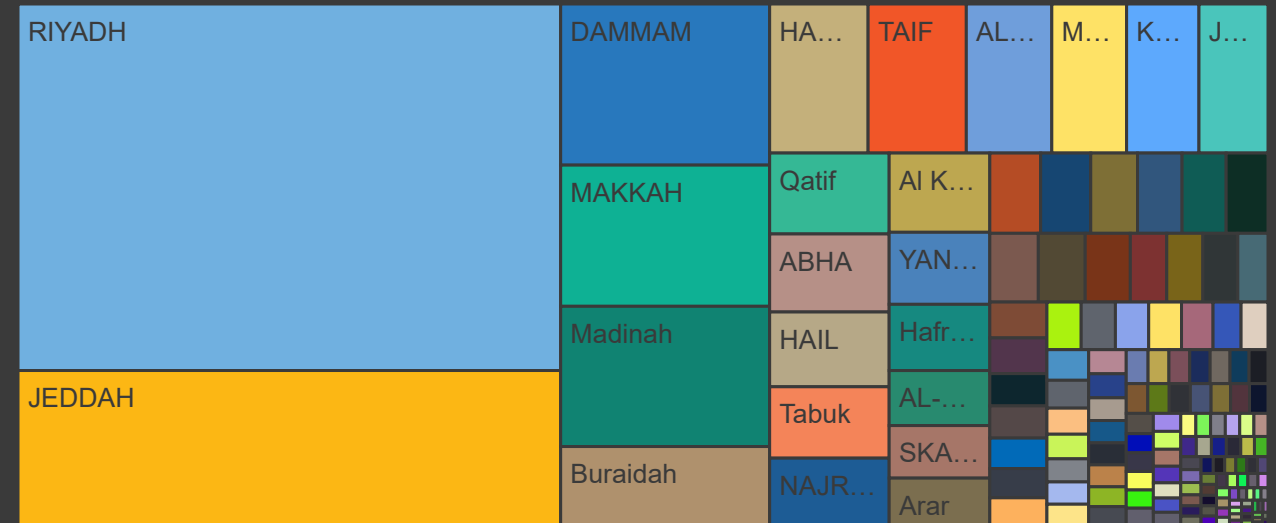 RIYADH
JEDDAH
DAMMAM
MAKKAH
Madinah
Buraidah
HA…
TAIF
AL…
M…
K…
J…
Qatif
ABHA
HAIL
Tabuk
NAJR…
Al K…
YAN…
Hafr…
AL-…
SKA…
Arar